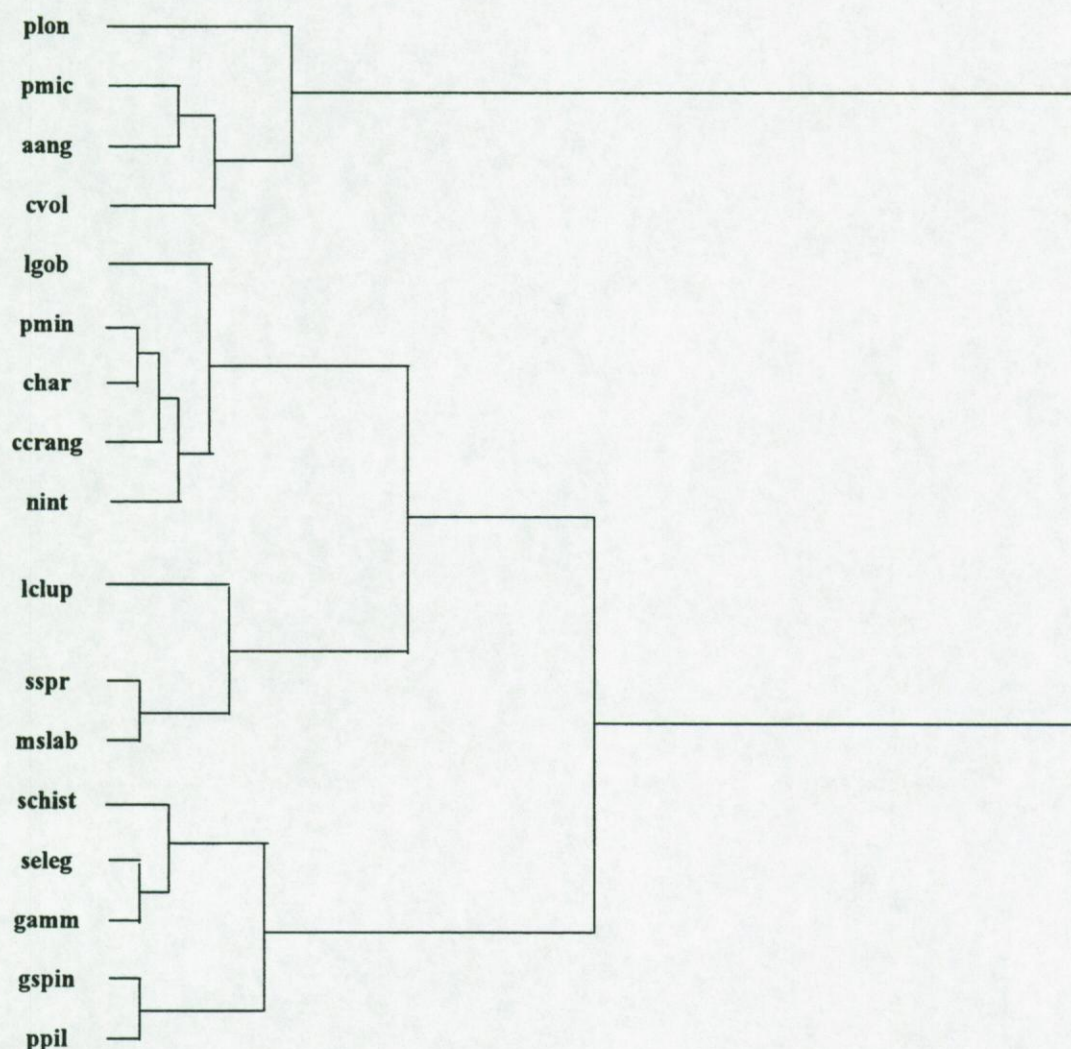 plon
pmic
aang
cvol
lgob
pmin
char
ccrang
nint
lclup
sspr
mslab
schist
seleg
gamm
gspin
ppil